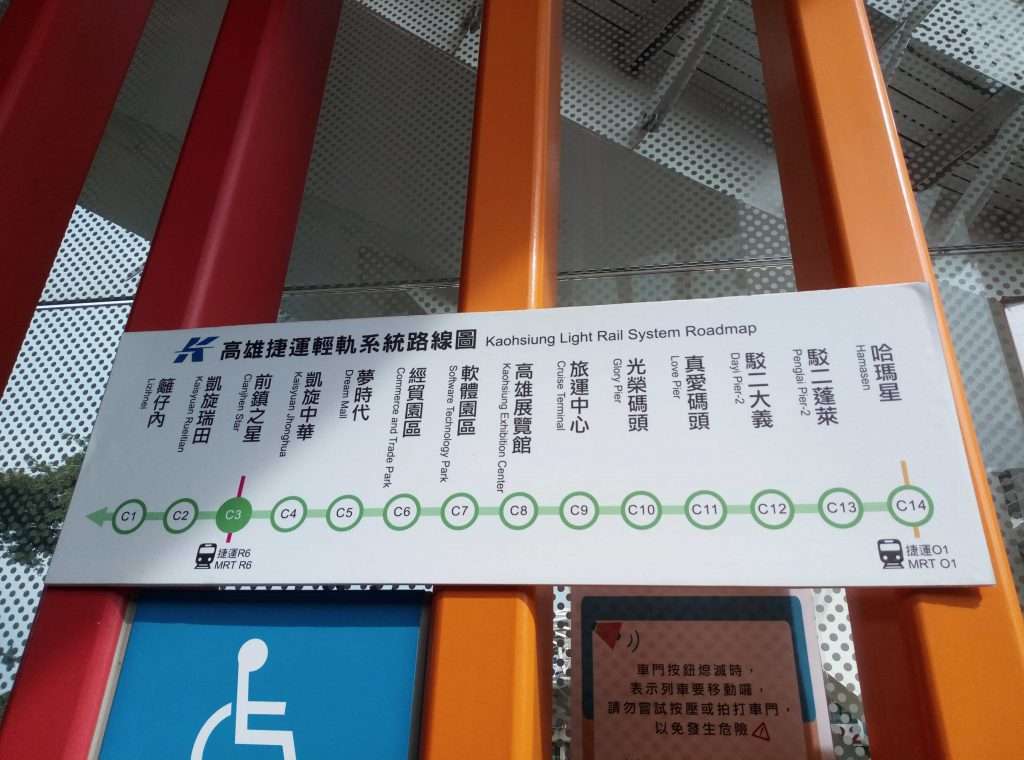 高雄捷運輕軌系統路線圖 Kaohsiung Light Rail System Roadmap
籬仔內
Lizihnei
凱旋瑞田
Kaisyuan Rueitian
前鎮之星
Cianjhen Star
凱旋中華
Kaisyuan Jhonghua
夢時代
Dream Mall
經貿園區
Commerce and Trade Park
軟體園區
Software Technology Park
高雄展覽館
Kaohsiung Exhibition Center
旅運中心
Cruise Terminal
光榮碼頭
Glory Pier
真愛碼頭
Love Pier
駁二大義
Dayi Pier-2
駁二蓬萊
Penglai Pier-2
哈瑪星
Hamasen
C1 C2 C3 C4 C5 C6 C7 C8 C9 C10 C11 C12 C13 C14
捷運R6
MRT R6
捷運O1
MRT O1
車門按鈕熄滅時，
表示列車要移動囉，
請勿嘗試按壓或拍打車門，
以免發生危險